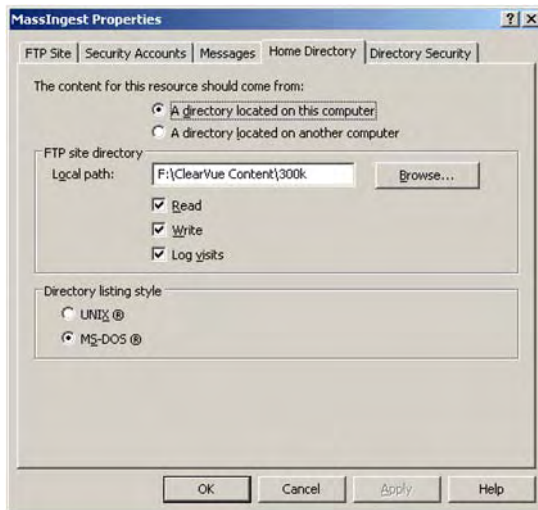 MassIngest Properties
FTP Site Security Accounts Messages Home Directory Directory Security
The content for this resource should come from:
A directory located on this computer
A directory located on another computer
FTP site directory
Local path: F:\ClearVue Content\300k Browse...
Read
Write
Log visits
Directory listing style
UNIX ®
MS-DOS ®
OK Cancel Apply Help